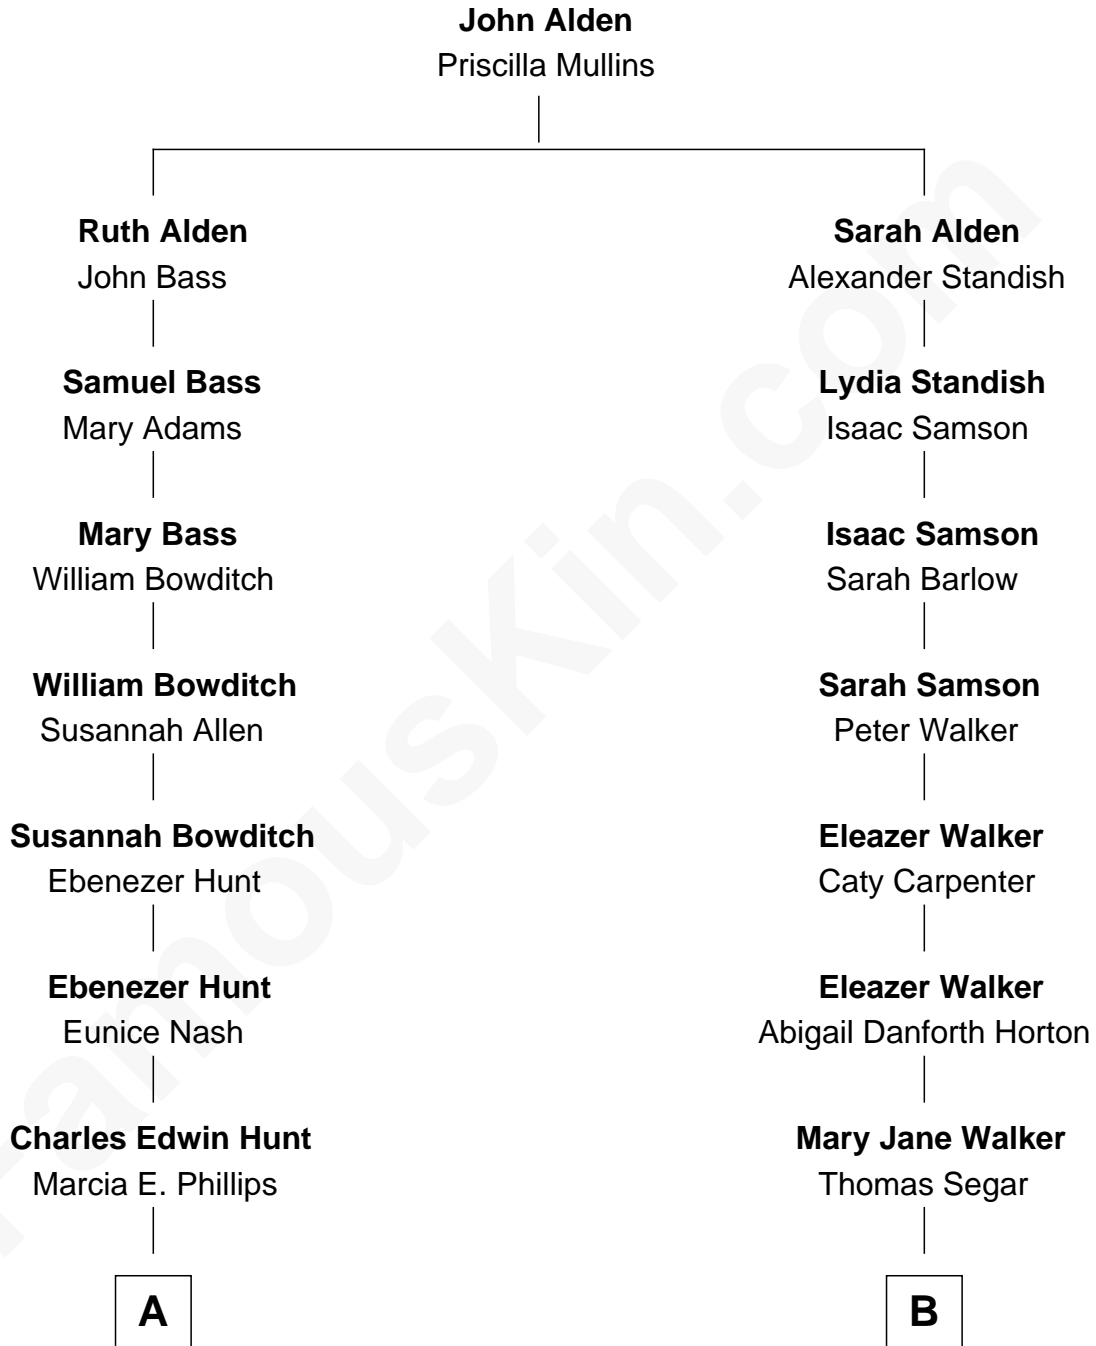 John Alden
Priscilla Mullins
Ruth Alden
John Bass
Samuel Bass
Mary Adams
Mary Bass
William Bowditch
William Bowditch
Susannah Allen
Susannah Bowditch
Ebenezer Hunt
Ebenezer Hunt
Eunice Nash
Charles Edwin Hunt
Marcia E. Phillips
A
Sarah Alden
Alexander Standish
Lydia Standish
Isaac Samson
Isaac Samson
Sarah Barlow
Sarah Samson
Peter Walker
Eleazer Walker
Caty Carpenter
Eleazer Walker
Abigail Danforth Horton
Mary Jane Walker
Thomas Segar
B
FamousKin.com